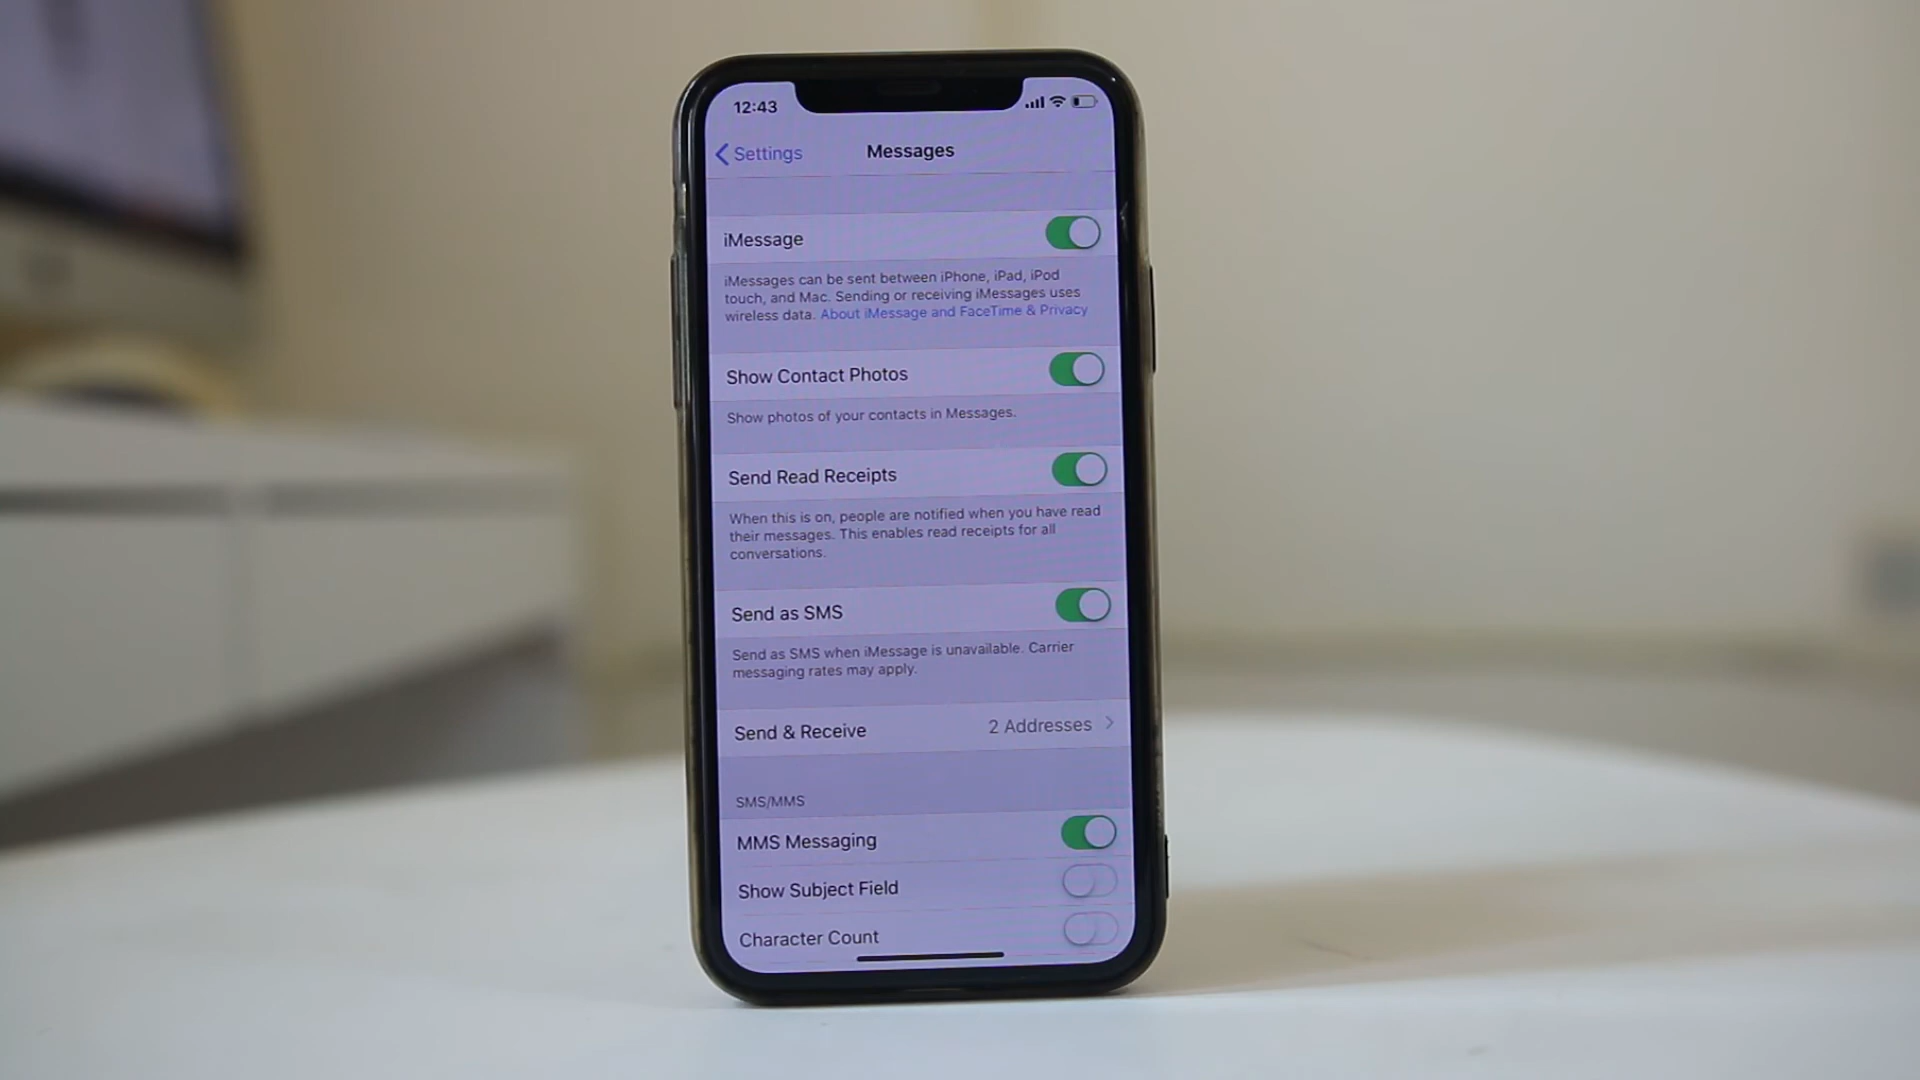 12:43
Settings
Messages
iMessage
iMessages can be sent between iPhone, iPad, iPod
touch, and Mac. Sending or receiving iMessages uses
wireless data. About iMessage and FaceTime & Privacy
Show Contact Photos
Show photos of your contacts in Messages.
Send Read Receipts
When this is on, people are notified when you have read
their messages. This enables read receipts for all
conversations.
Send as SMS
Send as SMS when iMessage is unavailable. Carrier
messaging rates may apply.
Send & Receive 2 Addresses
SMS/MMS
MMS Messaging
Show Subject Field
Character Count